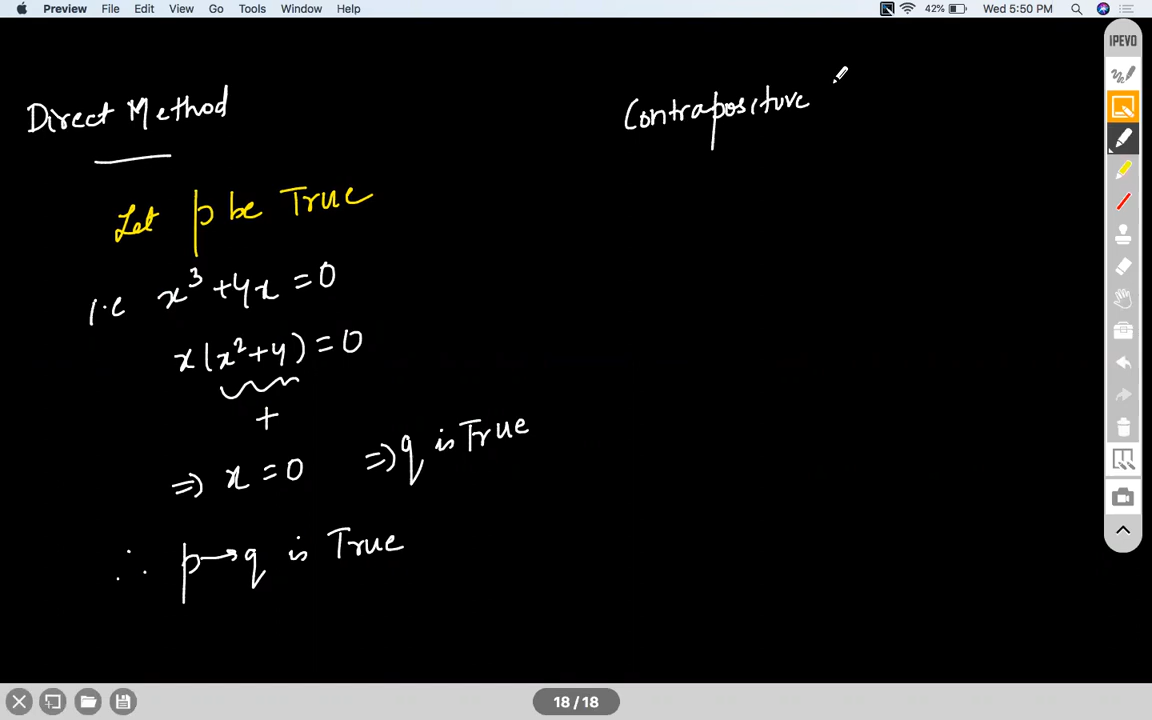 Preview File Edit View Go Tools Window Help 42% Wed 5:50 PM
IPEVO
Direct Method
Contrapositive
Let p be True
i.e x³+4x=0
x(x²+4)=0
+
⇒ x=0 ⇒ q is True
∴ p→q is True
18 / 18